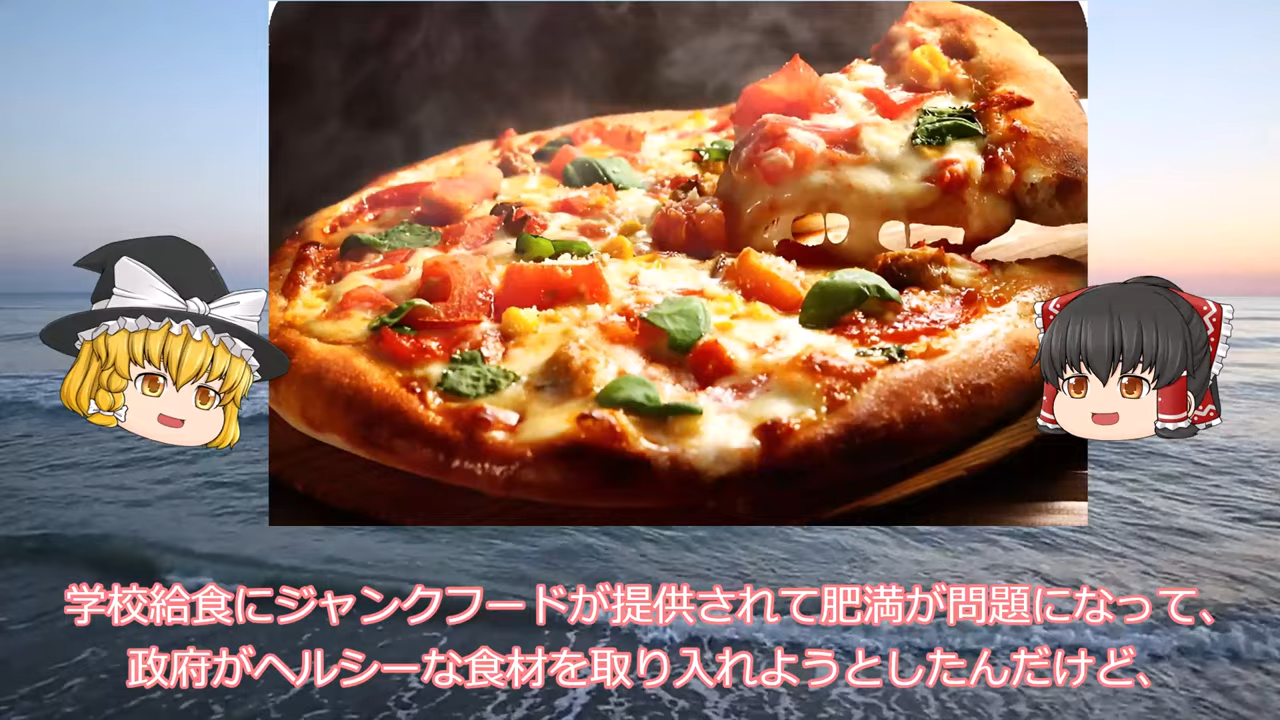 学校給食にジャンクフードが提供されて肥満が問題になって、
政府がヘルシーな食材を取り入れようとしたんだけど、